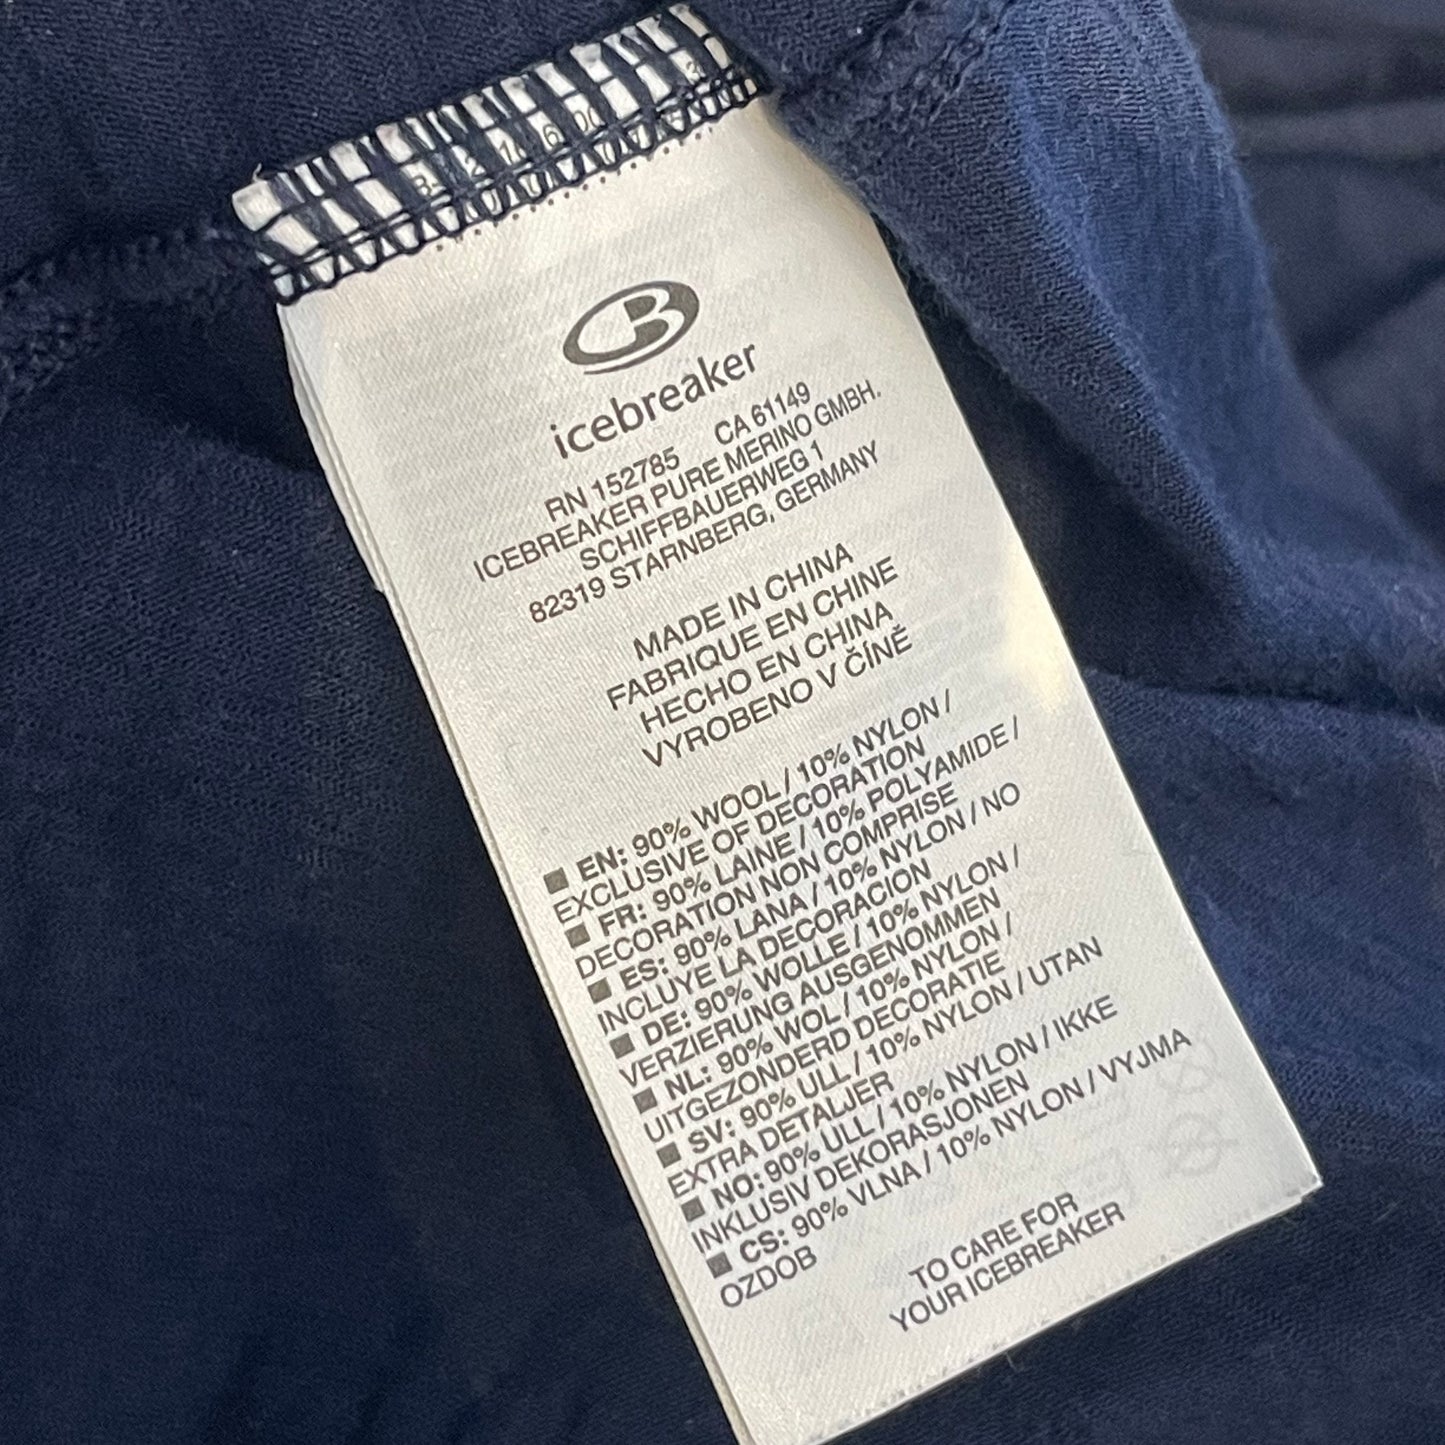 icebreaker
RN 152785 CA 61149
ICEBREAKER PURE MERINO GMBH.
SCHIFFBAUERWEG 1
82319 STARNBERG, GERMANY
MADE IN CHINA
FABRIQUE EN CHINE
HECHO EN CHINA
VYROBENO V ČÍNĚ
EN: 90% WOOL / 10% NYLON /
EXCLUSIVE OF DECORATION
FR: 90% LAINE / 10% POLYAMIDE /
DECORATION NON COMPRISE
ES: 90% LANA / 10% NYLON / NO
INCLUYE LA DECORACION
DE: 90% WOLLE / 10% NYLON /
VERZIERUNG AUSGENOMMEN
NL: 90% WOL / 10% NYLON /
UITGEZONDERD DECORATIE
SV: 90% ULL / 10% NYLON / UTAN
EXTRA DETALJER
NO: 90% ULL / 10% NYLON / IKKE
INKLUSIV DEKORASJONEN
CS: 90% VLNA / 10% NYLON / VYJMA
OZDOB
TO CARE FOR
YOUR ICEBREAKER